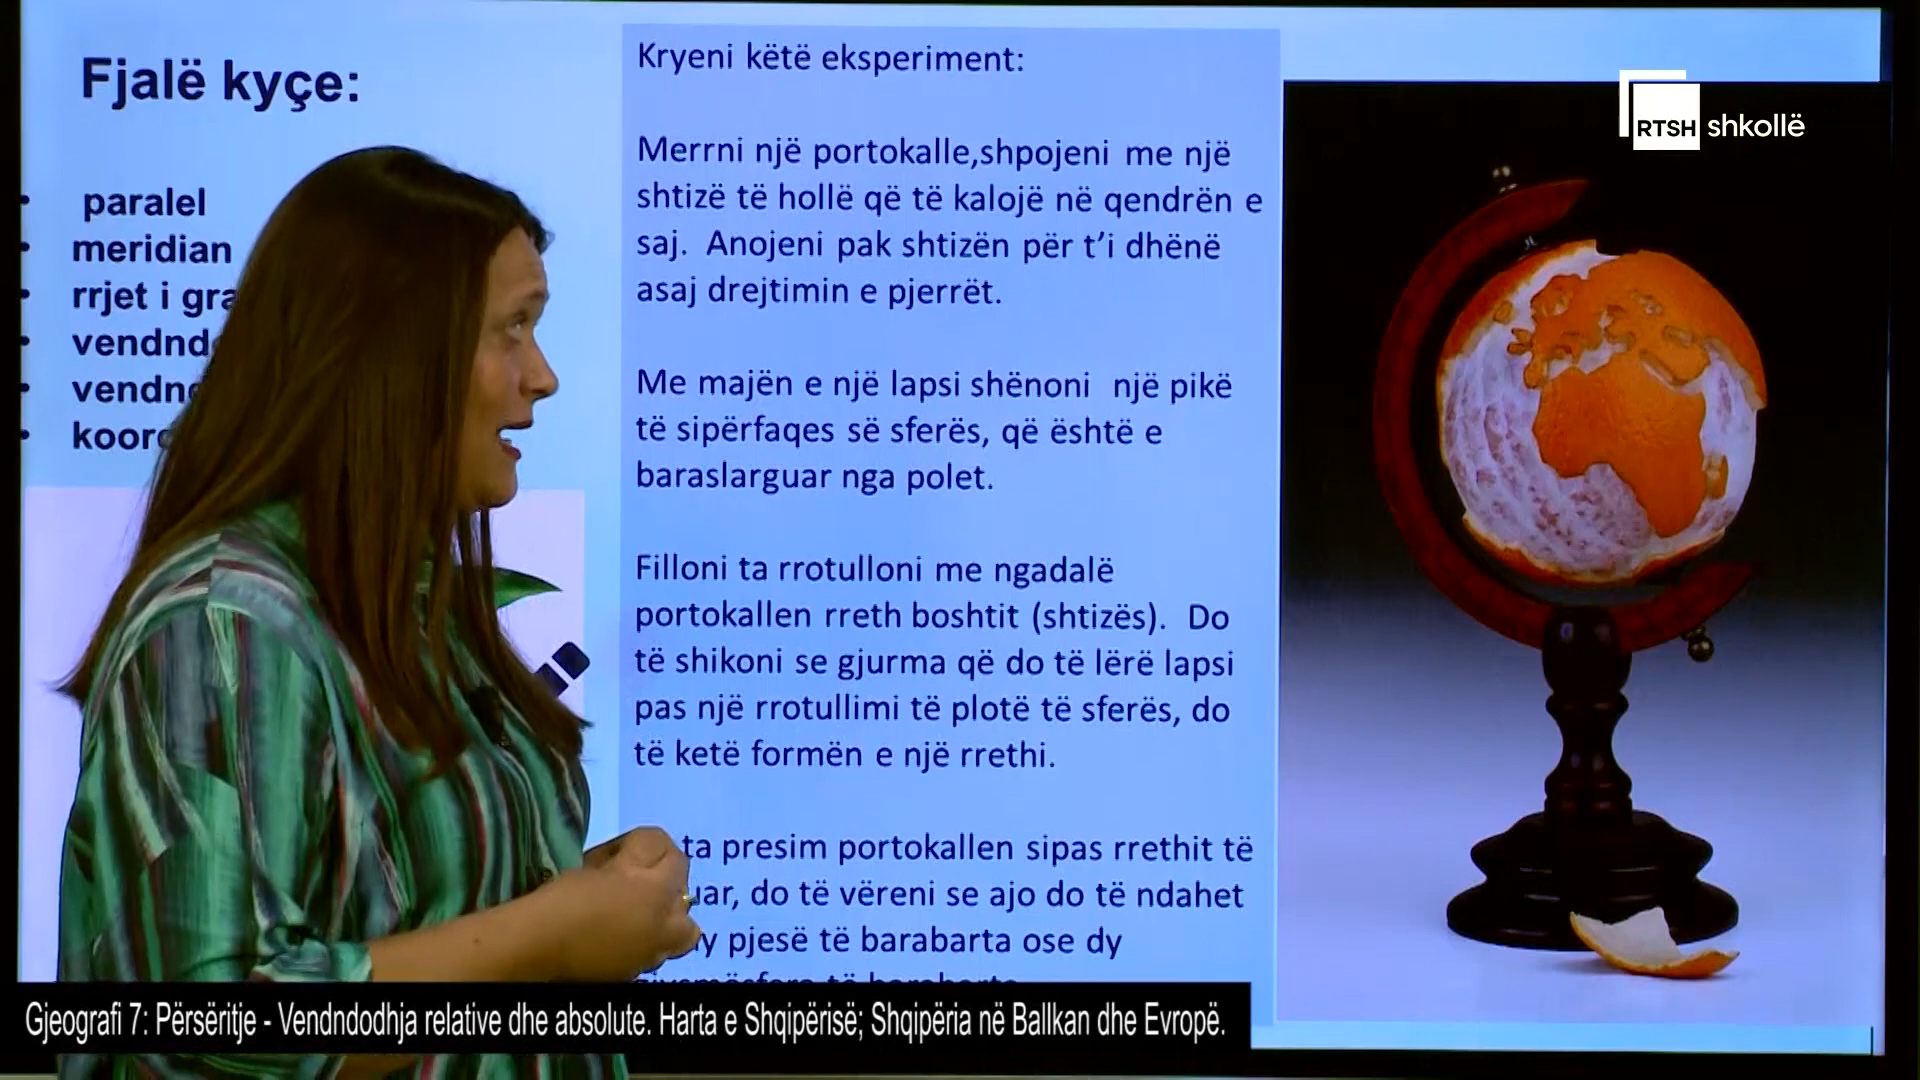 Fjalë kyçe:
paralel
meridian
rrjet i
Kryeni këtë eksperiment:
Merrni një portokalle,shpojeni me një
shtizë të hollë që të kalojë në qendrën e
saj. Anojeni pak shtizën për t’i dhënë
asaj drejtimin e pjerrët.
Me majën e një lapsi shënoni një pikë
të sipërfaqes së sferës, që është e
baraslarguar nga polet.
Filloni ta rrotulloni me ngadalë
portokallen rreth boshtit (shtizës). Do
të shikoni se gjurma që do të lërë lapsi
pas një rrotullimi të plotë të sferës, do
të ketë formën e një rrethi.
ta presim portokallen sipas rrethit të
do të vëreni se ajo do të ndahet
pjesë të barabarta ose dy
RTSH shkollë
Gjeografi 7: Përsëritje - Vendndodhja relative dhe absolute. Harta e Shqipërisë; Shqipëria në Ballkan dhe Evropë.